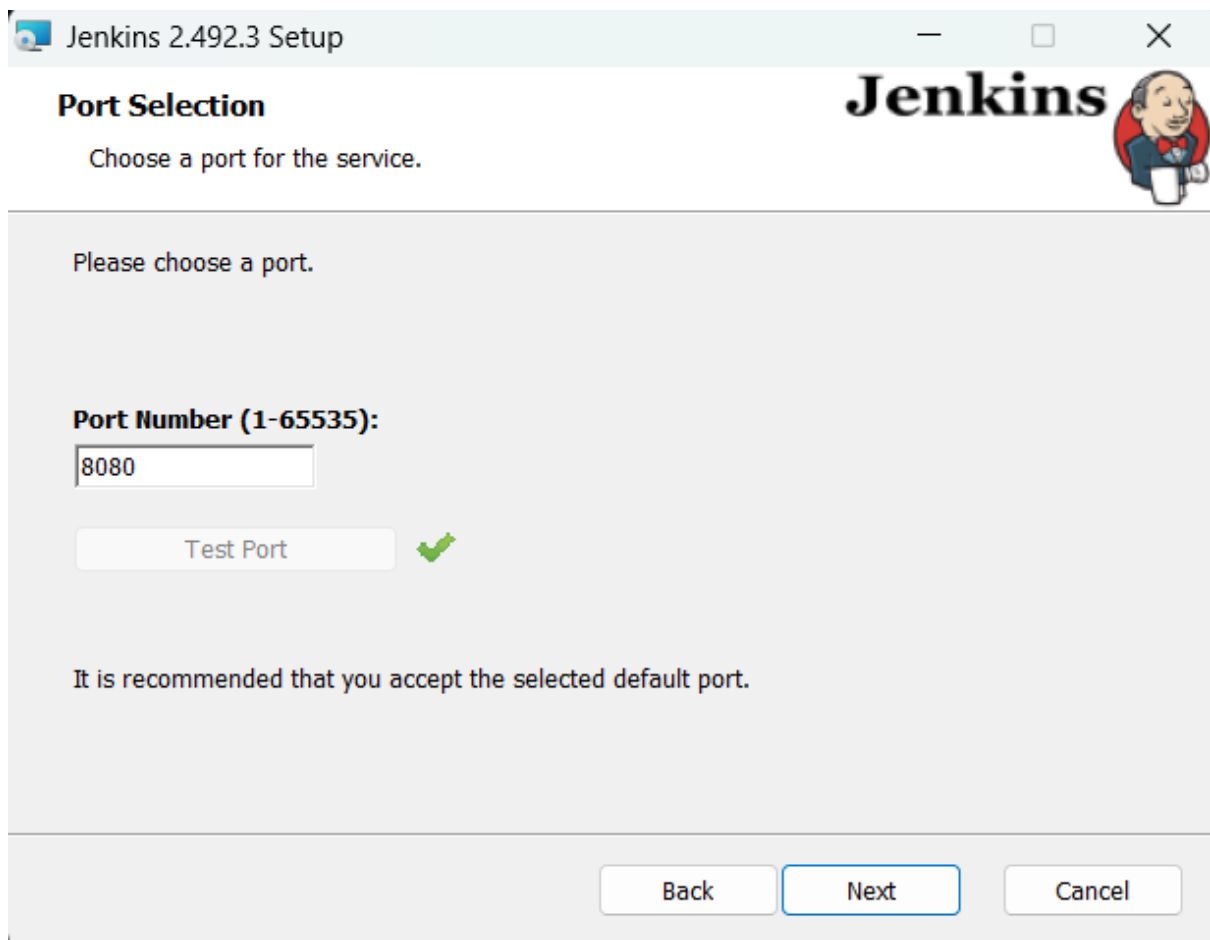 Jenkins 2.492.3 Setup
Port Selection
Jenkins
Choose a port for the service.
Please choose a port.
Port Number (1-65535):
8080
Test Port
It is recommended that you accept the selected default port.
Back Next Cancel